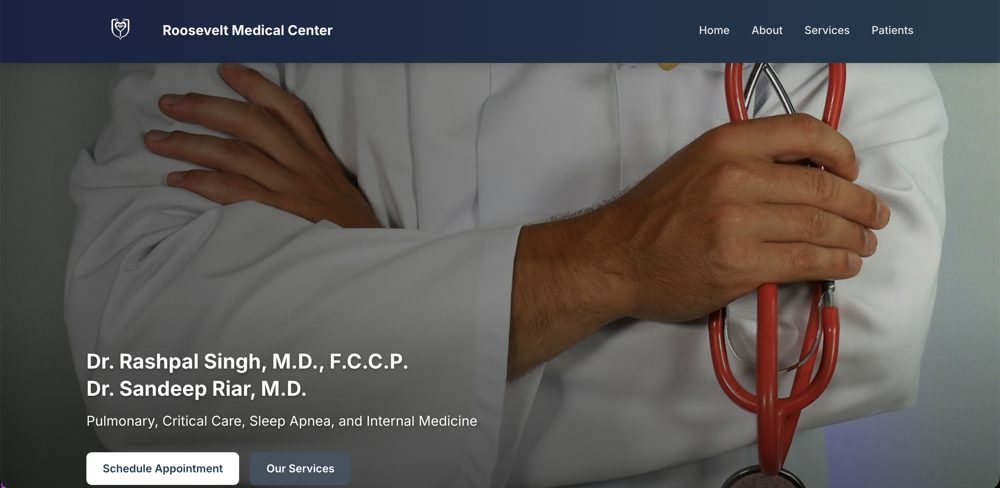 Roosevelt Medical Center
Home About Services Patients
Dr. Rashpal Singh, M.D., F.C.C.P.
Dr. Sandeep Riar, M.D.
Pulmonary, Critical Care, Sleep Apnea, and Internal Medicine
Schedule Appointment Our Services